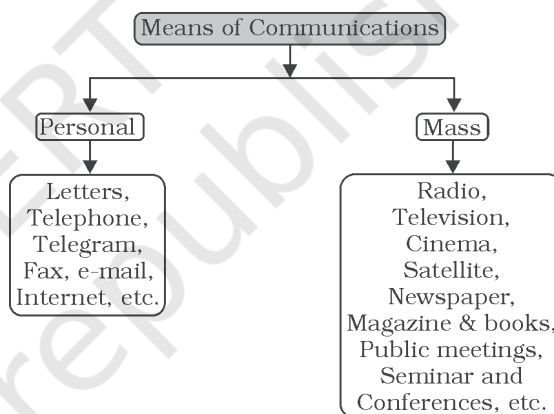 Means of Communications
Personal
Mass
Letters,
Telephone,
Telegram,
Fax, e-mail,
Internet, etc.
Radio,
Television,
Cinema,
Satellite,
Newspaper,
Magazine & books,
Public meetings,
Seminar and
Conferences, etc.